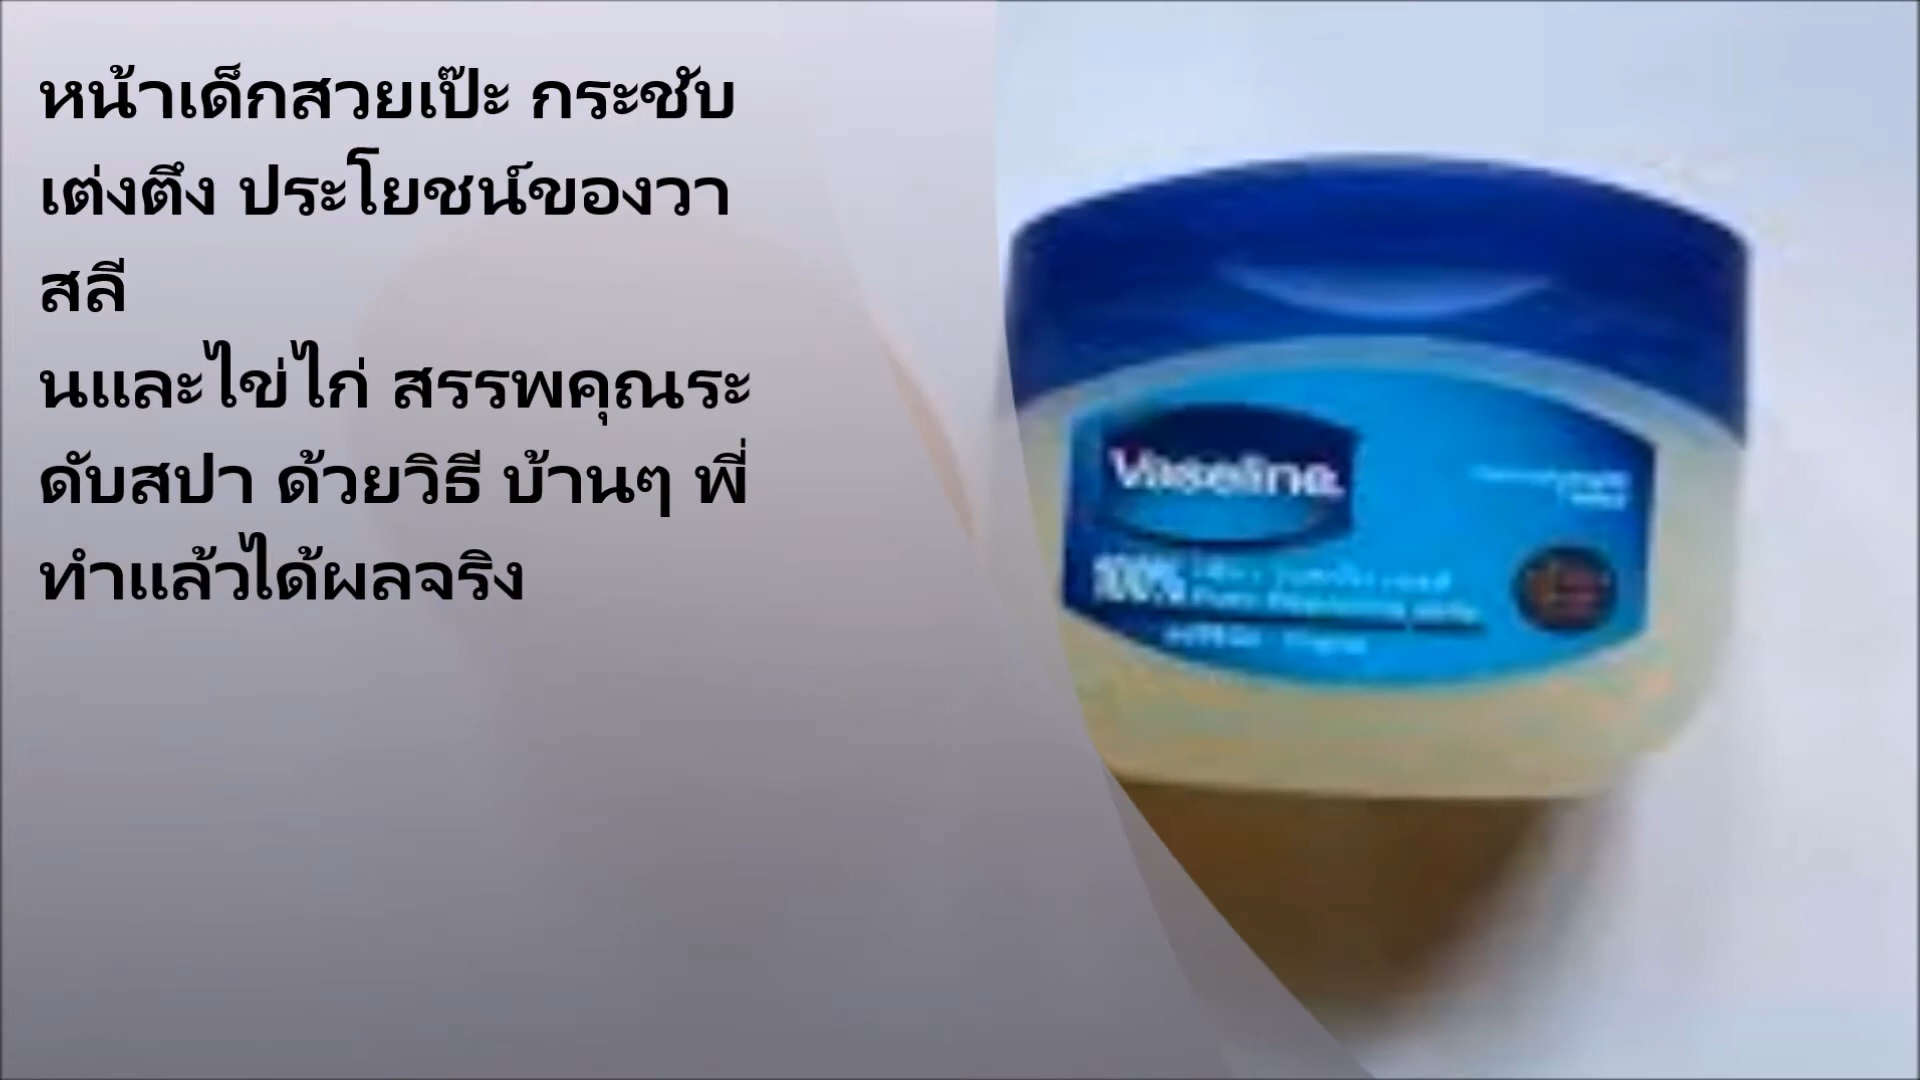 หน้าเด็กสวยเป๊ะ กระชับ
เต่งตึง ประโยชน์ของวา
สลี
นและไข่ไก่ สรรพคุณระ
ดับสปา ด้วยวิธี บ้านๆ พี่
ทำแล้วได้ผลจริง
Vaseline
100%